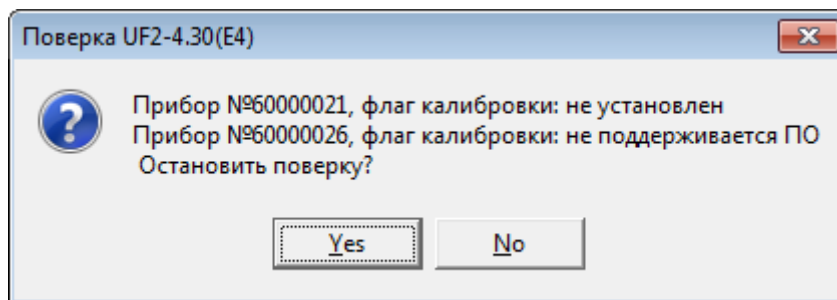 Поверка UF2-4.30(E4)
Прибор №60000021, флаг калибровки: не установлен
Прибор №60000026, флаг калибровки: не поддерживается ПО
Остановить поверку?
Yes
No